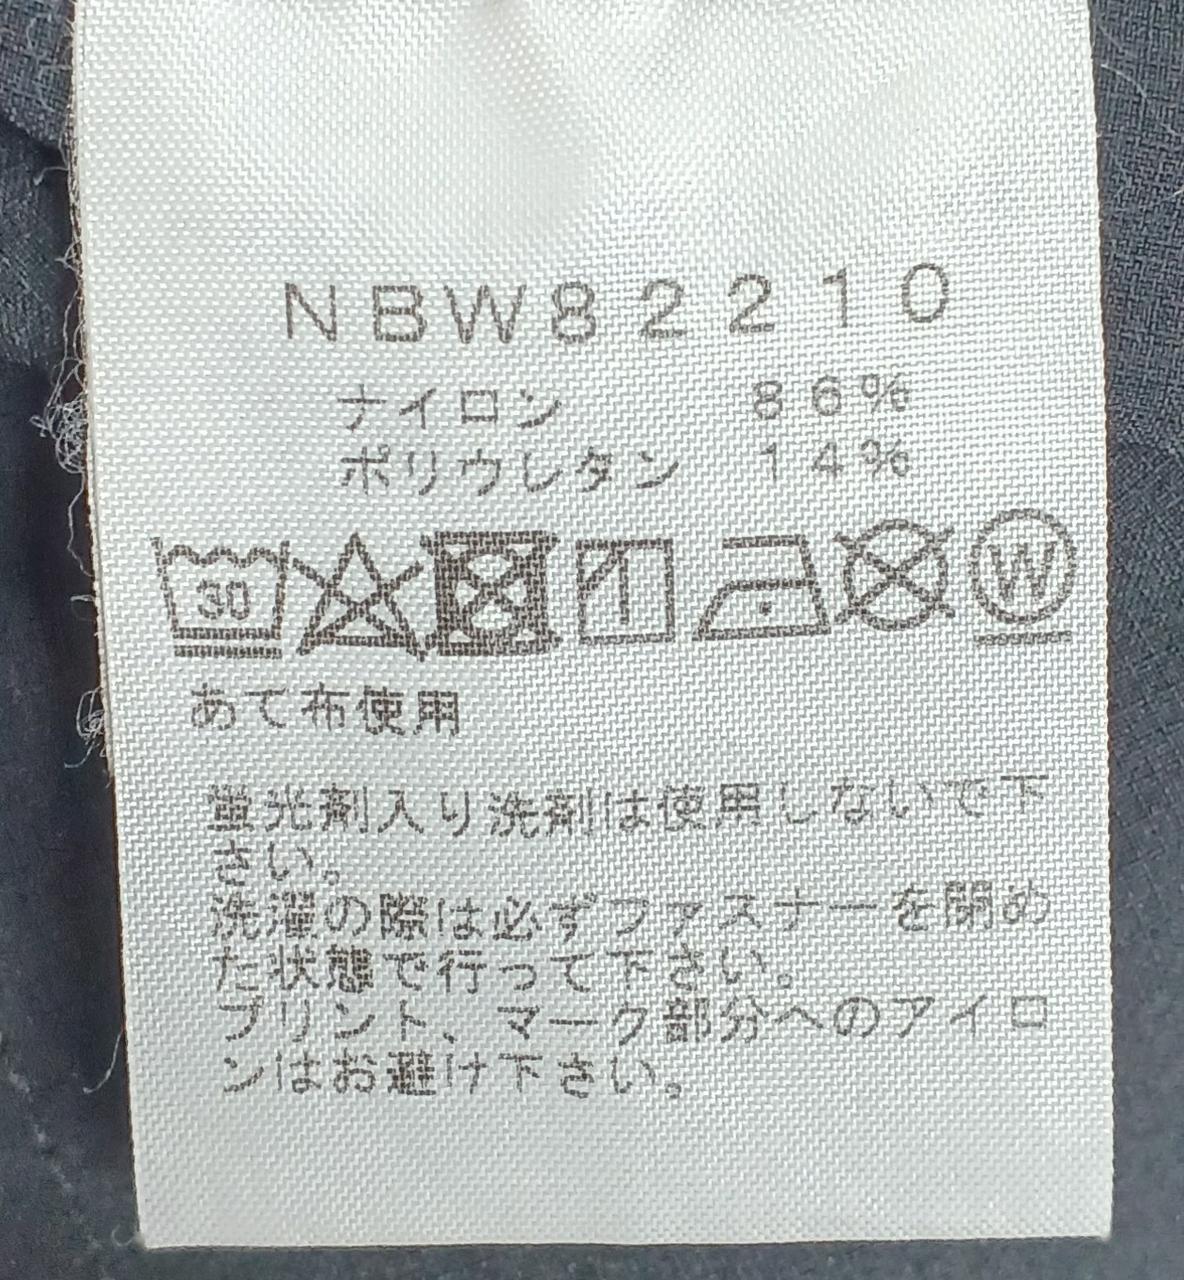 NBW82210
ナイロン 86%
ポリウレタン 14%
30 W
あて布使用
蛍光剤入り洗剤は使用しないで下
さい。
洗濯の際は必ずファスナーを閉め
た状態で行って下さい。
プリント、マーク部分へのアイロ
ンはお避け下さい。